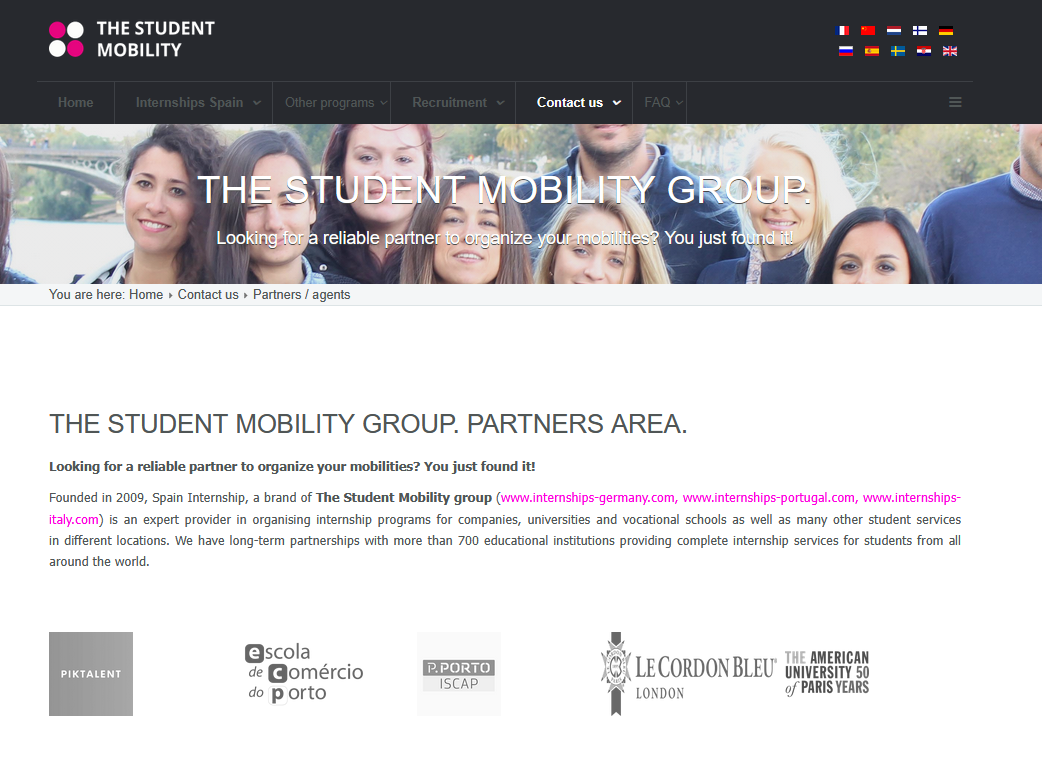 THE STUDENT
MOBILITY
Home
Internships Spain
Other programs
Recruitment
Contact us
FAQ
THE STUDENT MOBILITY GROUP.
Looking for a reliable partner to organize your mobilities? You just found it!
You are here: Home Contact us Partners / agents
THE STUDENT MOBILITY GROUP. PARTNERS AREA.
Looking for a reliable partner to organize your mobilities? You just found it!
Founded in 2009, Spain Internship, a brand of The Student Mobility group (www.internships-germany.com, www.internships-portugal.com, www.internships-
italy.com) is an expert provider in organising internship programs for companies, universities and vocational schools as well as many other student services
in different locations. We have long-term partnerships with more than 700 educational institutions providing complete internship services for students from all
around the world.
PIKTALENT
escola
de comércio
do porto
P.PORTO
ISCAP
LE CORDON BLEU®
LONDON
THE AMERICAN
UNIVERSITY 50
of PARIS YEARS